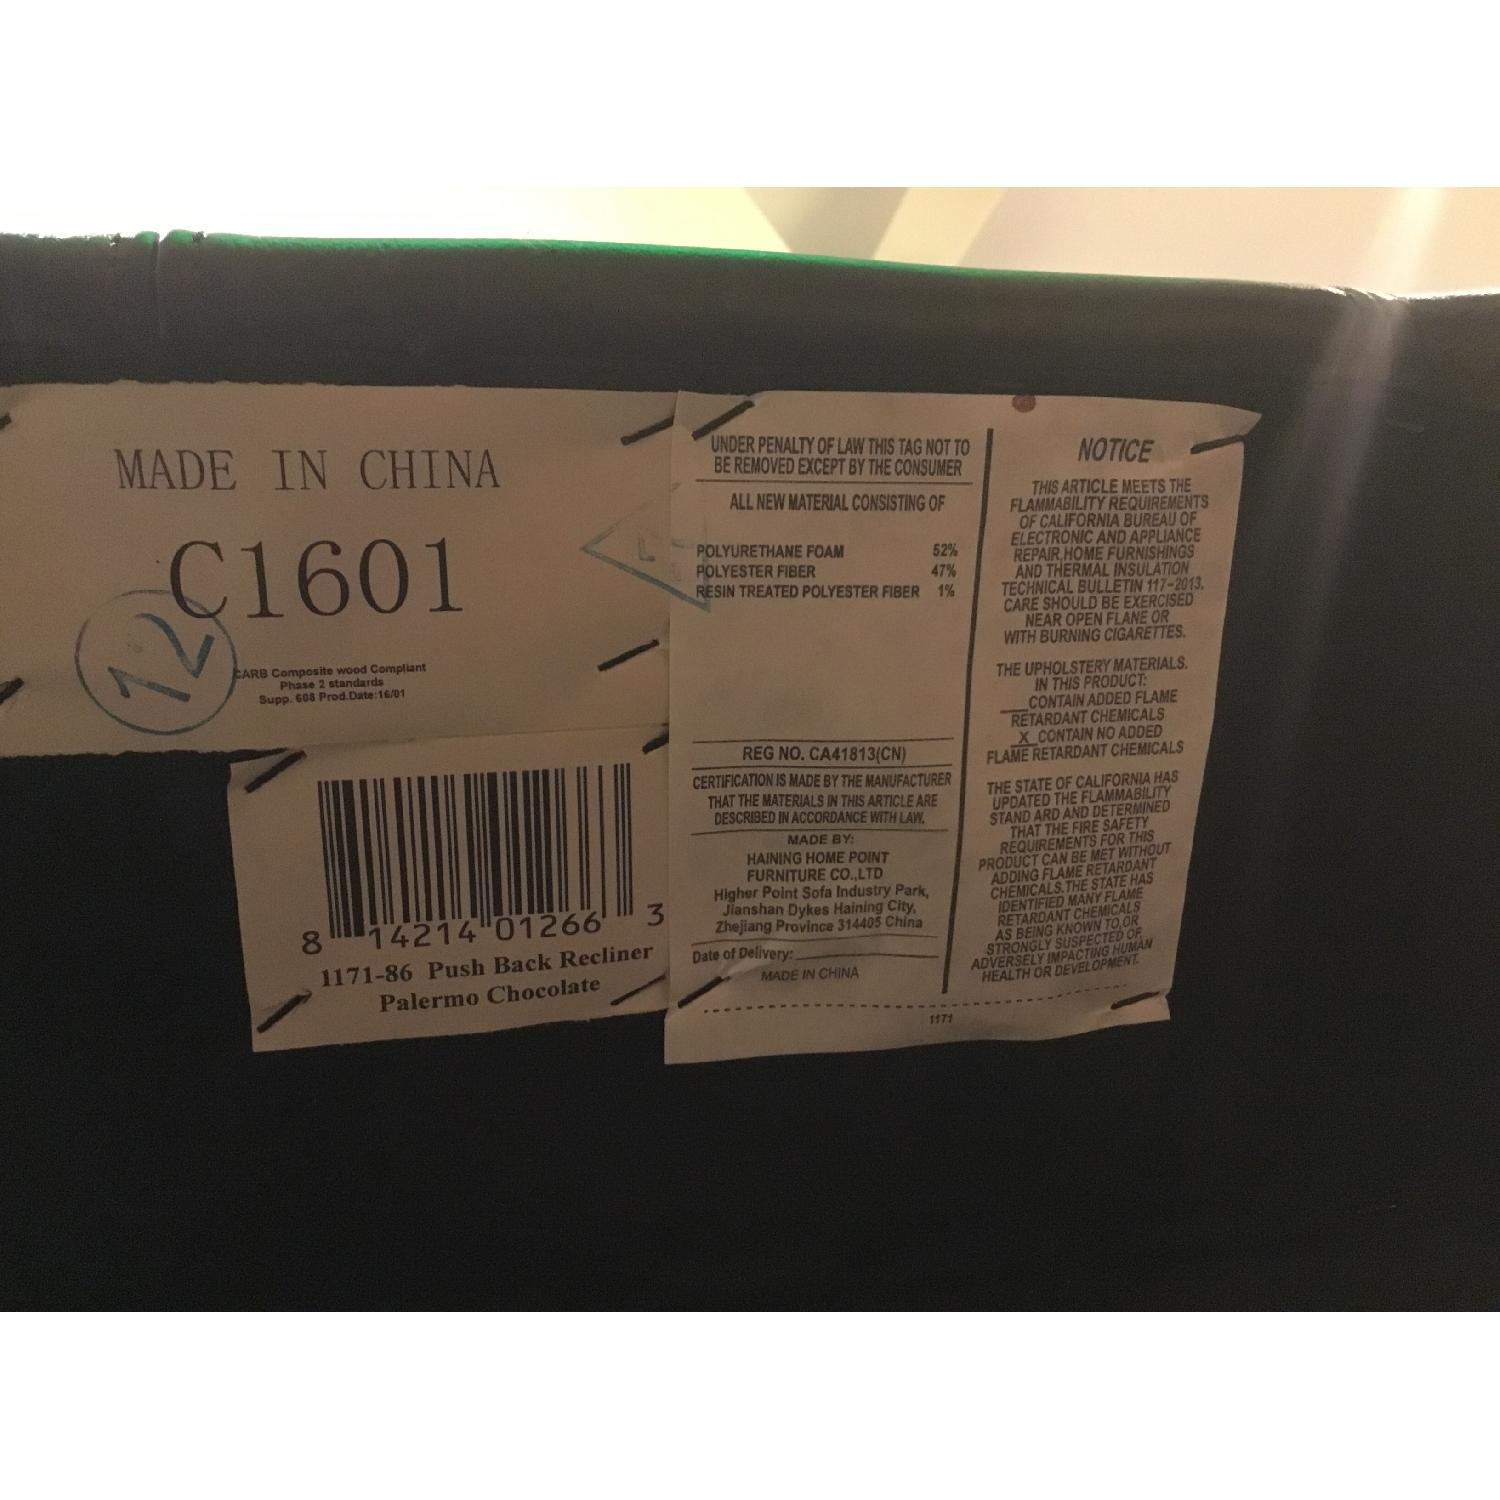 MADE IN CHINA
C1601
12
CARB Composite wood Compliant
Phase 2 standards
Supp. 608 Prod.Date:16/01
8 14214 01266 3
1171-86 Push Back Recliner
Palermo Chocolate
UNDER PENALTY OF LAW THIS TAG NOT TO
BE REMOVED EXCEPT BY THE CONSUMER
ALL NEW MATERIAL CONSISTING OF
POLYURETHANE FOAM 52%
POLYESTER FIBER 47%
RESIN TREATED POLYESTER FIBER 1%
REG NO. CA41813(CN)
CERTIFICATION IS MADE BY THE MANUFACTURER
THAT THE MATERIALS IN THIS ARTICLE ARE
DESCRIBED IN ACCORDANCE WITH LAW.
MADE BY:
HAINING HOME POINT
FURNITURE CO.,LTD
Higher Point Sofa Industry Park,
Jianshan Dykes Haining City,
Zhejiang Province 314405 China
Date of Delivery:
MADE IN CHINA
NOTICE
THIS ARTICLE MEETS THE
FLAMMABILITY REQUIREMENTS
OF CALIFORNIA BUREAU OF
ELECTRONIC AND APPLIANCE
REPAIR,HOME FURNISHINGS
AND THERMAL INSULATION
TECHNICAL BULLETIN 117-2013.
CARE SHOULD BE EXERCISED
NEAR OPEN FLANE OR
WITH BURNING CIGARETTES.
THE UPHOLSTERY MATERIALS.
IN THIS PRODUCT:
___CONTAIN ADDED FLAME
RETARDANT CHEMICALS
X CONTAIN NO ADDED
FLAME RETARDANT CHEMICALS
THE STATE OF CALIFORNIA HAS
UPDATED THE FLAMMABILITY
STAND ARD AND DETERMINED
THAT THE FIRE SAFETY
REQUIREMENTS FOR THIS
PRODUCT CAN BE MET WITHOUT
ADDING FLAME RETARDANT
CHEMICALS.THE STATE HAS
IDENTIFIED MANY FLAME
RETARDANT CHEMICALS
AS BEING KNOWN TO,OR
STRONGLY SUSPECTED OF,
ADVERSELY IMPACTING HUMAN
HEALTH OR DEVELOPMENT.
1171